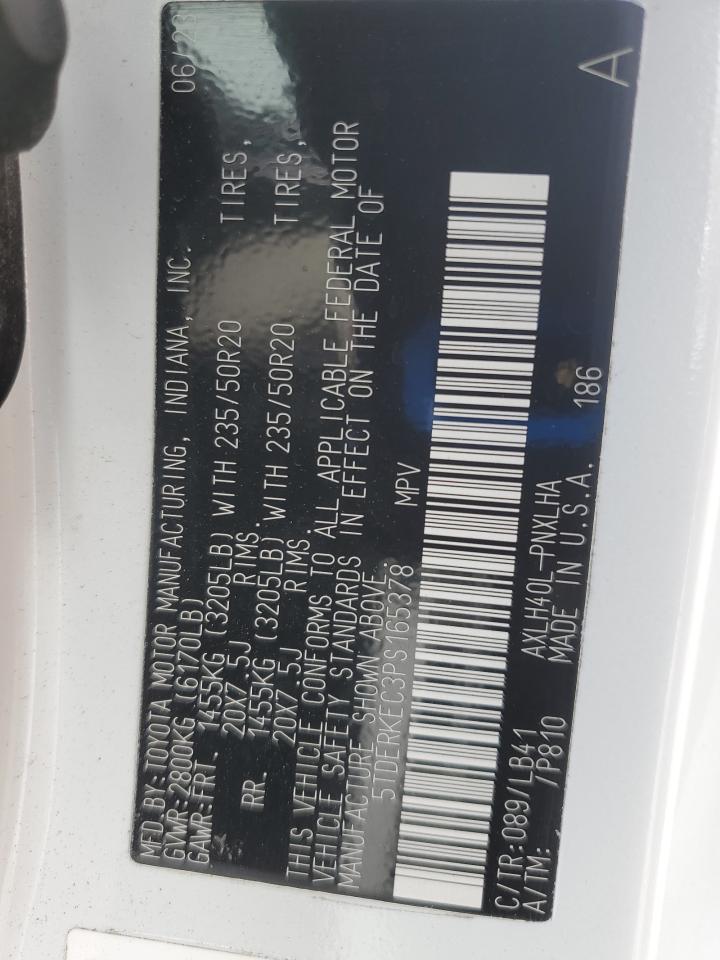 MFD.BY:TOYOTA MOTOR MANUFACTURING, INDIANA, INC. 06/23
GVWR:2800KG (6170LB)
GAWR:FRT. 1455KG (3205LB) WITH 235/50R20 TIRES,
20X7.5J RIMS.
RR. 1455KG (3205LB) WITH 235/50R20 TIRES,
20X7.5J RIMS.
THIS VEHICLE CONFORMS TO ALL APPLICABLE FEDERAL MOTOR
VEHICLE SAFETY STANDARDS IN EFFECT ON THE DATE OF
MANUFACTURE SHOWN ABOVE.
5TDERKEC3PS165378 MPV
C/TR:089/LB41 AXLH40L-PNXLHA 186 A
A/TM: /P810 MADE IN U.S.A.